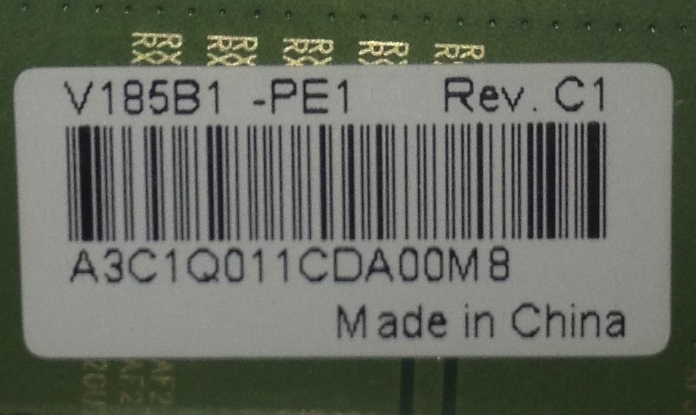 V185B1 -PE1 Rev. C1
A3C1Q011CDA00M8
Made in China